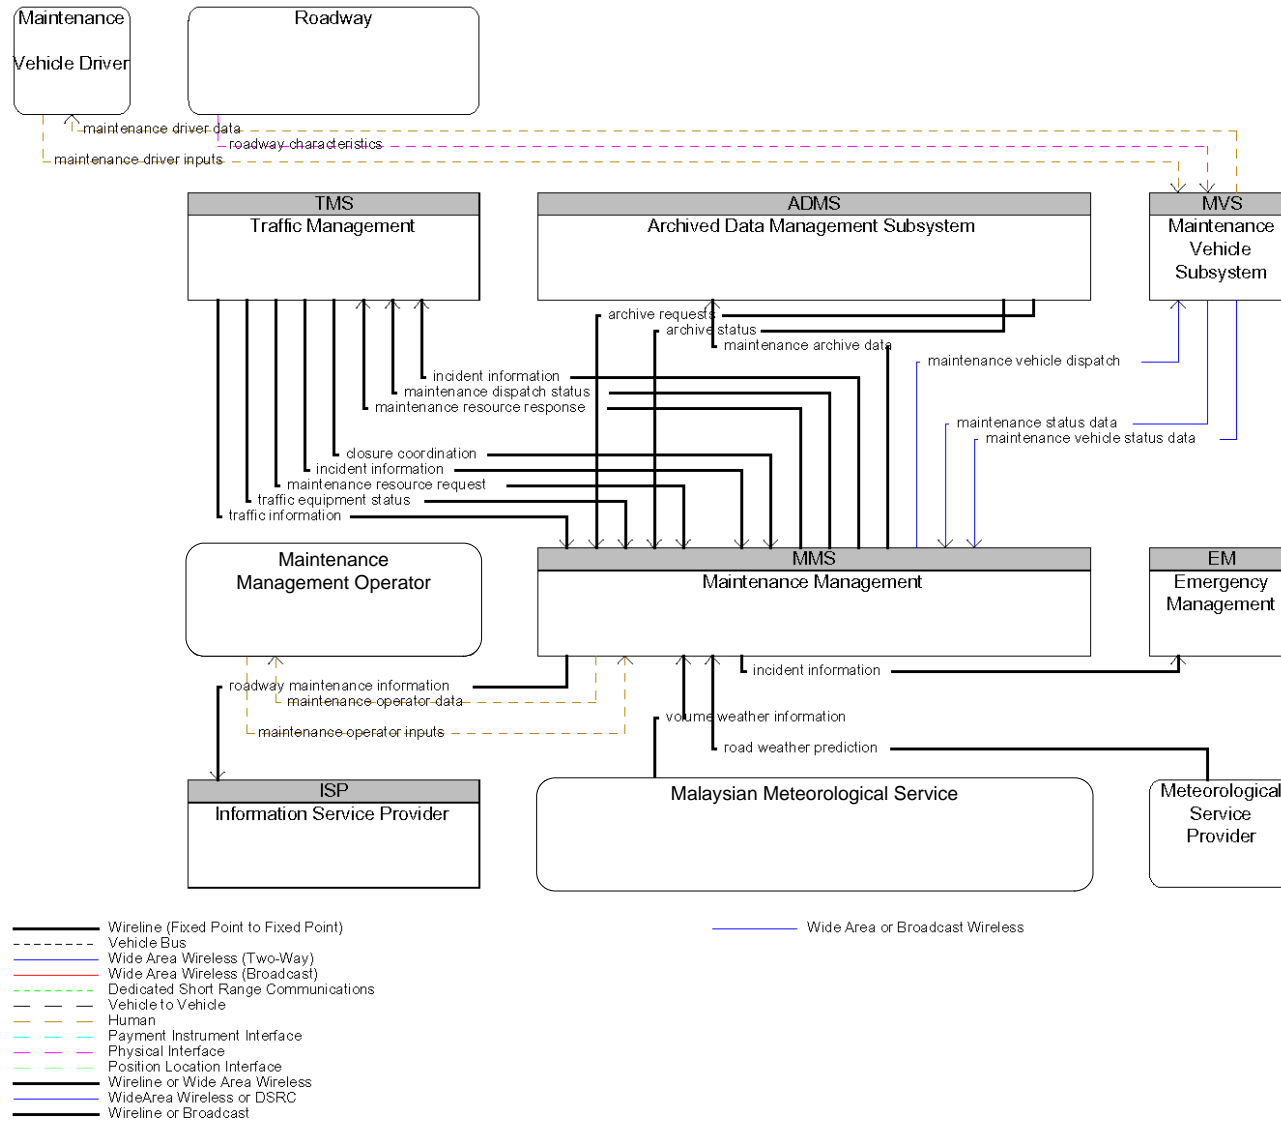 Maintenance
Vehicle Driver
Roadway
maintenance driver data
roadway characteristics
maintenance driver inputs
TMS
Traffic Management
ADMS
Archived Data Management Subsystem
MVS
Maintenance
Vehicle
Subsystem
archive requests
archive status
maintenance archive data
maintenance vehicle dispatch
incident information
maintenance dispatch status
maintenance resource response
maintenance status data
maintenance vehicle status data
closure coordination
incident information
maintenance resource request
traffic equipment status
traffic information
Maintenance
Management Operator
MMS
Maintenance Management
EM
Emergency
Management
incident information
roadway maintenance information
maintenance operator data
volume weather information
maintenance operator inputs
road weather prediction
ISP
Information Service Provider
Malaysian Meteorological Service
Meteorological
Service
Provider
Wireline (Fixed Point to Fixed Point)
Vehicle Bus
Wide Area Wireless (Two-Way)
Wide Area Wireless (Broadcast)
Dedicated Short Range Communications
Vehicle to Vehicle
Human
Payment Instrument Interface
Physical Interface
Position Location Interface
Wireline or Wide Area Wireless
WideArea Wireless or DSRC
Wireline or Broadcast
Wide Area or Broadcast Wireless